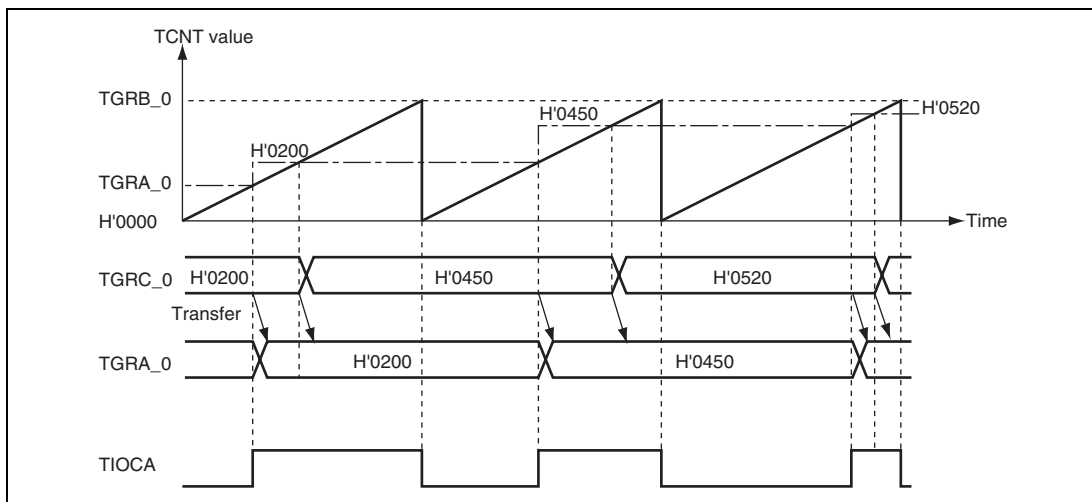 TCNT value
TGRB_0
H'0450
H'0520
H'0200
TGRA_0
H'0000
Time
TGRC_0
H'0200
H'0450
H'0520
Transfer
TGRA_0
H'0200
H'0450
TIOCA